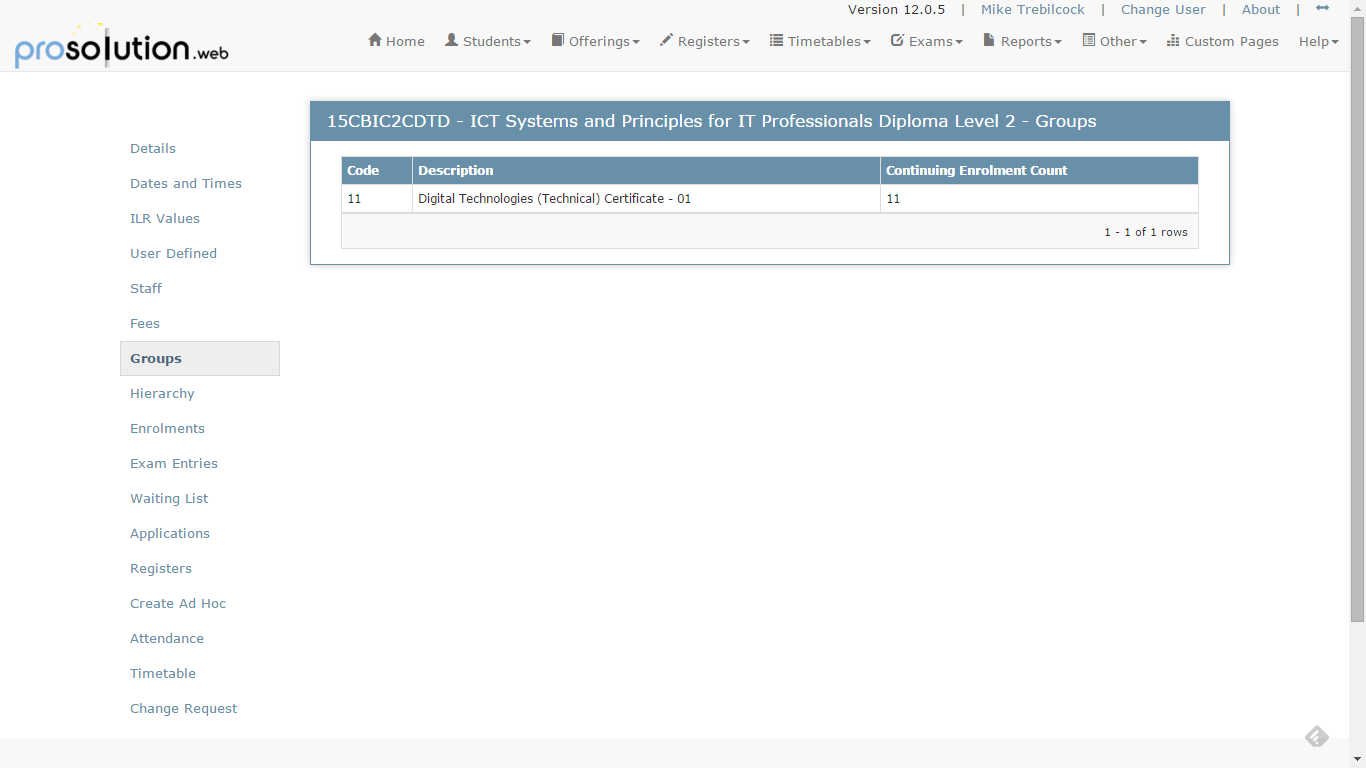 Version 12.0.5 | Mike Trebilcock | Change User | About |
prosolution.web
Home Students Offerings Registers Timetables Exams Reports Other Custom Pages Help
15CBIC2CDTD - ICT Systems and Principles for IT Professionals Diploma Level 2 - Groups
Code Description Continuing Enrolment Count
11 Digital Technologies (Technical) Certificate - 01 11
1 - 1 of 1 rows
Details
Dates and Times
ILR Values
User Defined
Staff
Fees
Groups
Hierarchy
Enrolments
Exam Entries
Waiting List
Applications
Registers
Create Ad Hoc
Attendance
Timetable
Change Request